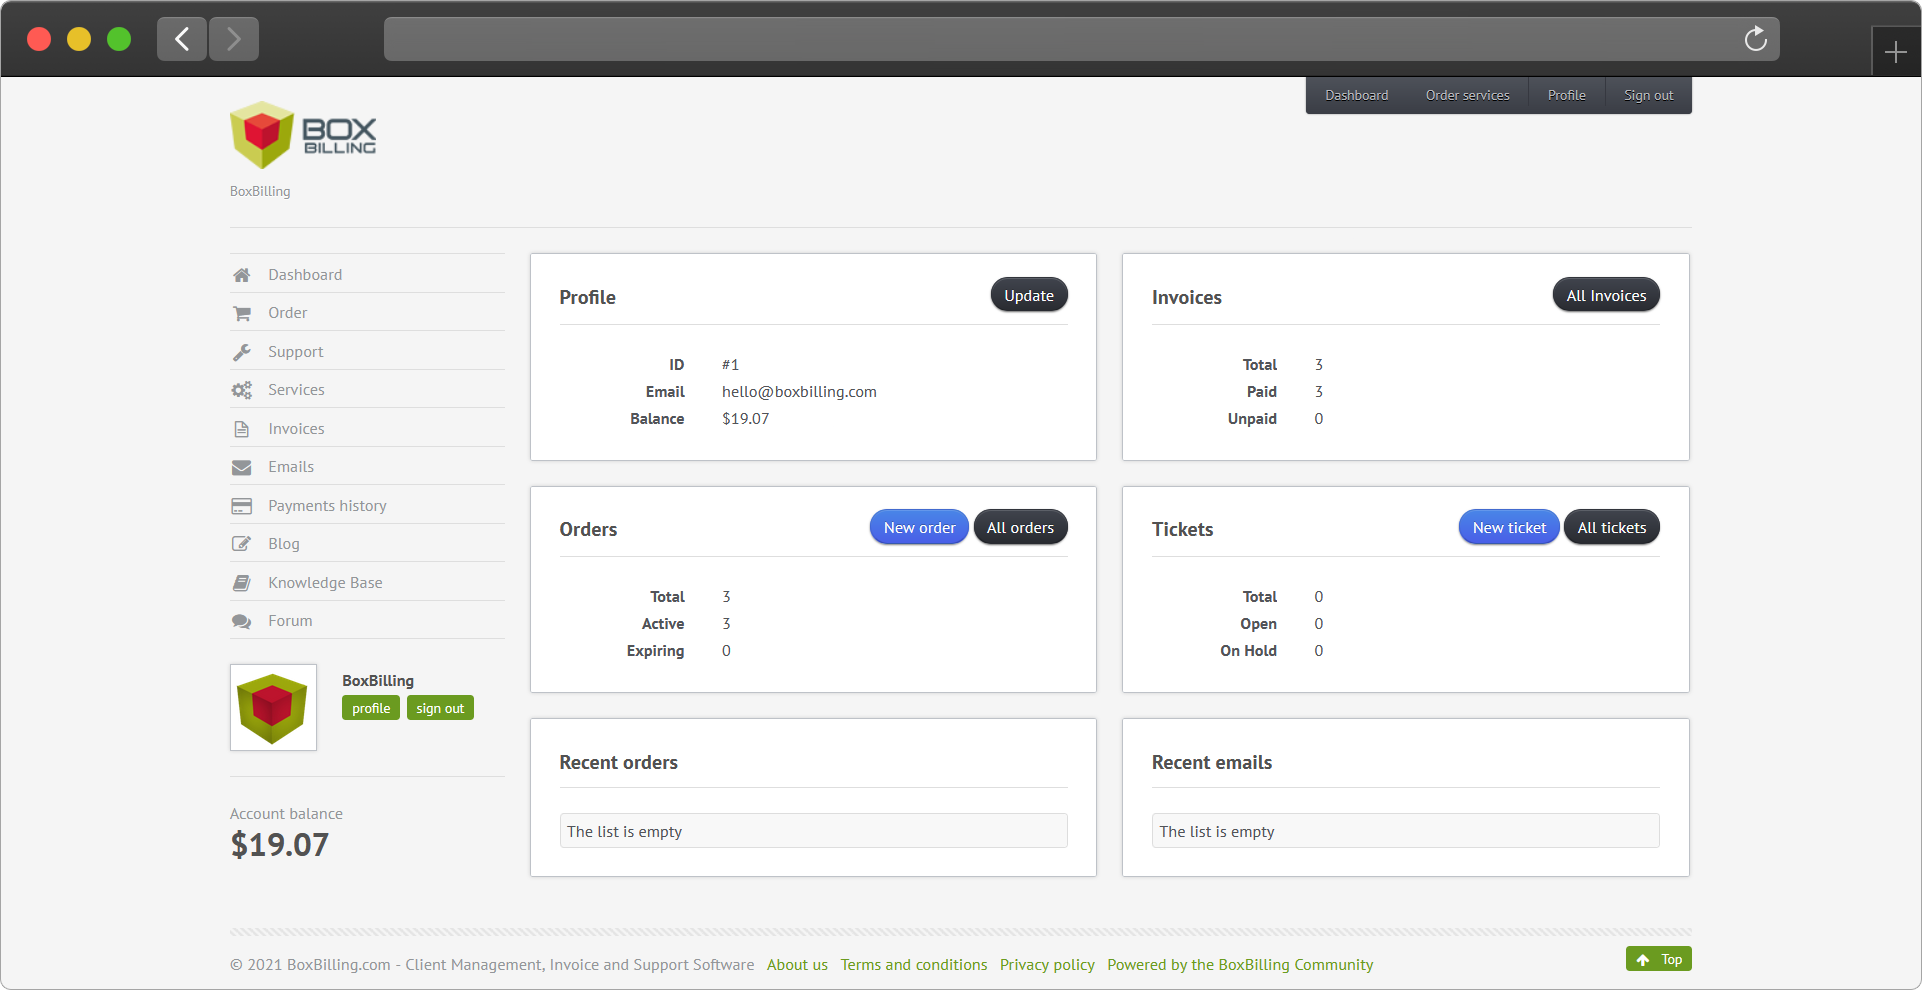 Dashboard Order services Profile Sign out
BOX
BILLING
BoxBilling
Dashboard
Order
Support
Services
Invoices
Emails
Payments history
Blog
Knowledge Base
Forum
BoxBilling
profile sign out
Account balance
$19.07
Profile Update
ID #1
Email hello@boxbilling.com
Balance $19.07
Invoices All Invoices
Total 3
Paid 3
Unpaid 0
Orders New order All orders
Total 3
Active 3
Expiring 0
Tickets New ticket All tickets
Total 0
Open 0
On Hold 0
Recent orders
The list is empty
Recent emails
The list is empty
© 2021 BoxBilling.com - Client Management, Invoice and Support Software About us Terms and conditions Privacy policy Powered by the BoxBilling Community
Top